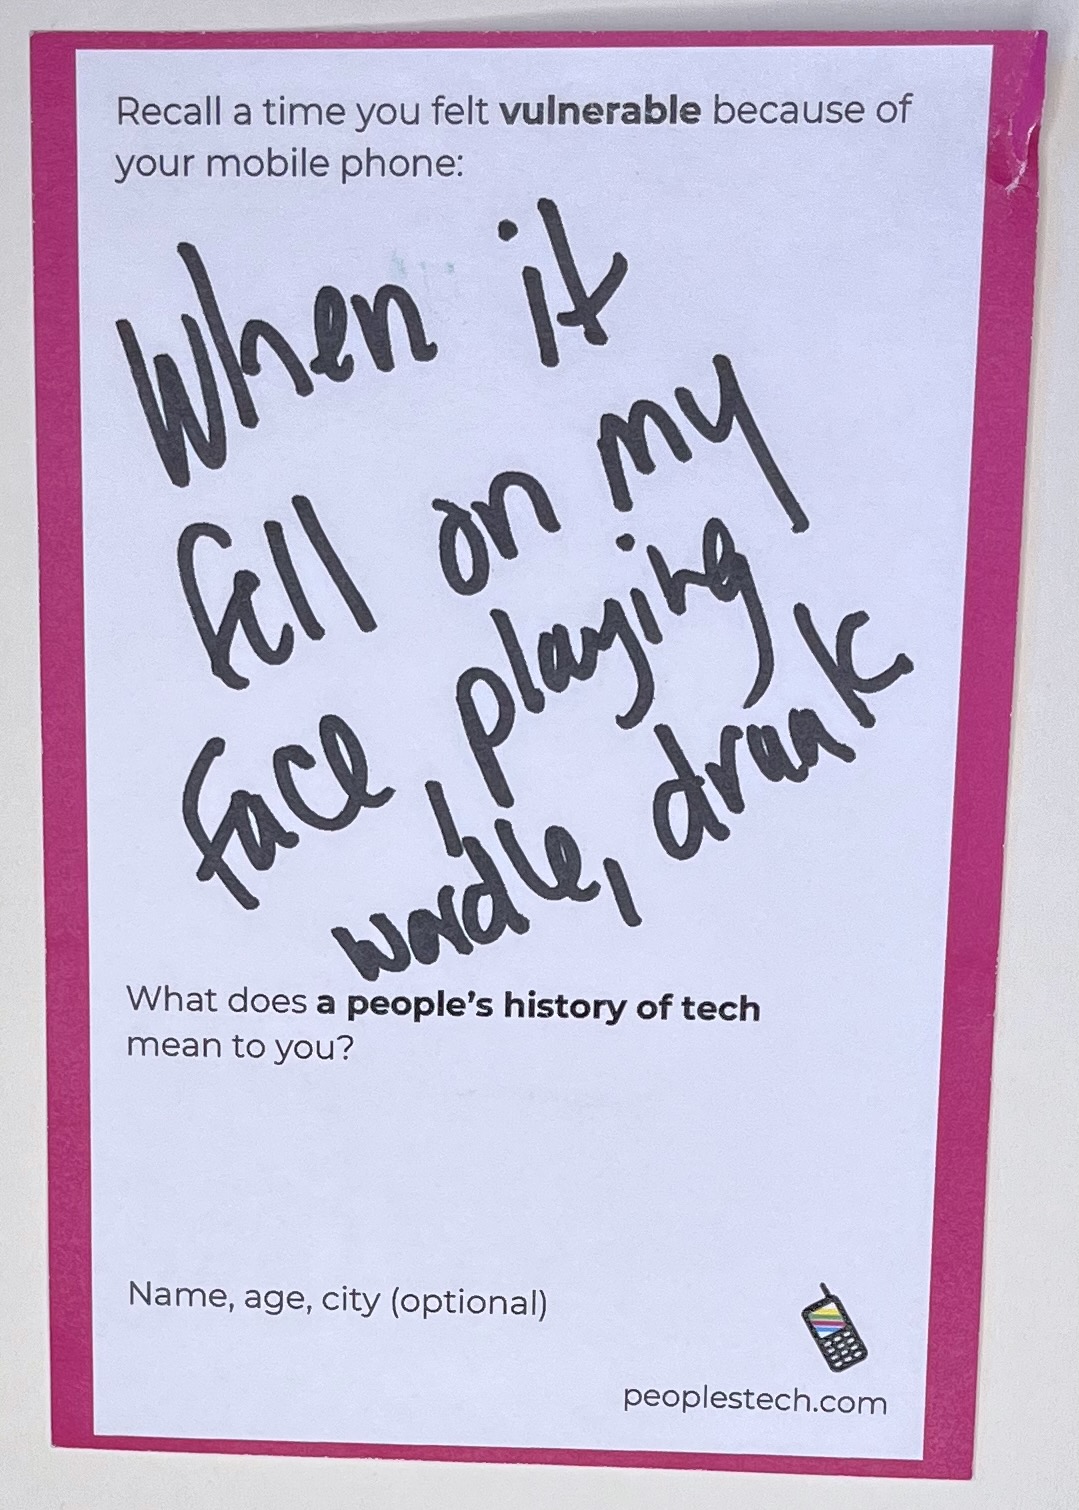 Recall a time you felt vulnerable because of
your mobile phone:
When it
fell on my
face, playing
wordle, drunk
What does a people's history of tech
mean to you?
Name, age, city (optional)
peoplestech.com